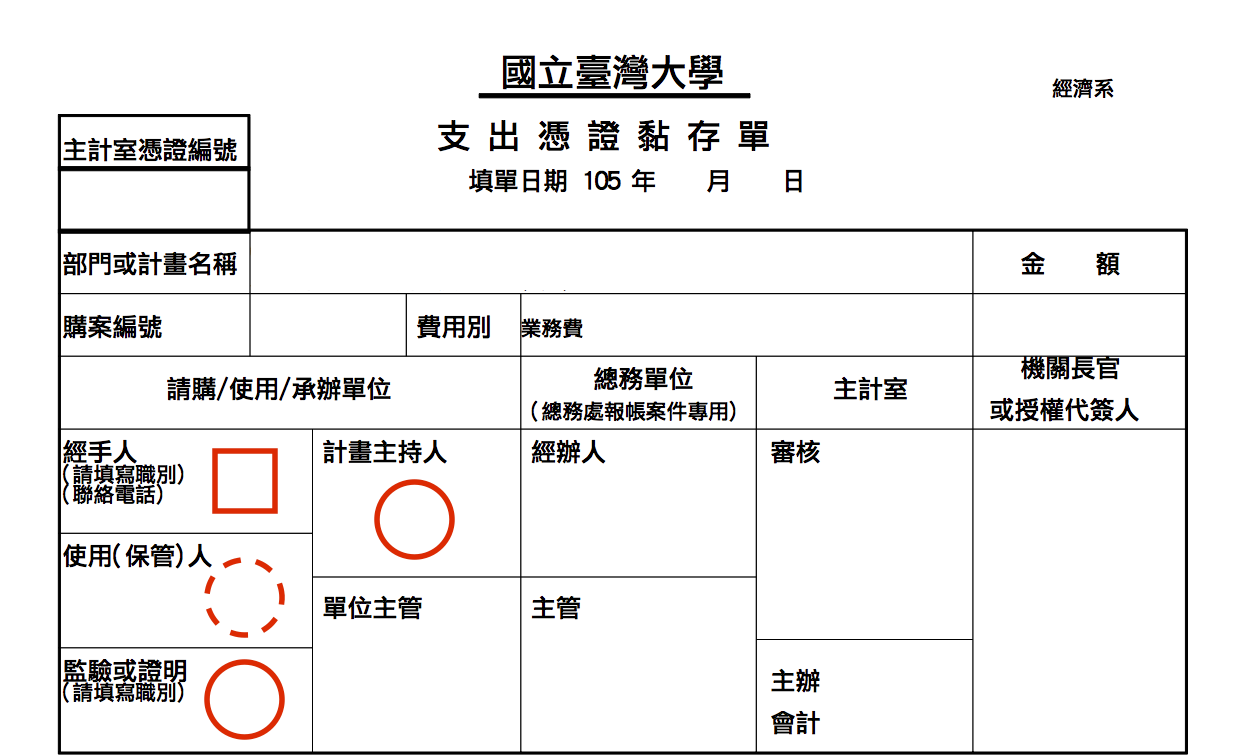 國立臺灣大學
經濟系
支出憑證黏存單
主計室憑證編號
填單日期 105 年 月 日
部門或計畫名稱 金 額
購案編號 費用別 業務費
請購/使用/承辦單位
總務單位
(總務處報帳案件專用)
主計室
機關長官
或授權代簽人
經手人
(請填寫職別)
(聯絡電話)
計畫主持人
經辦人
審核
使用(保管)人
單位主管
主管
監驗或證明
(請填寫職別)
主辦
會計